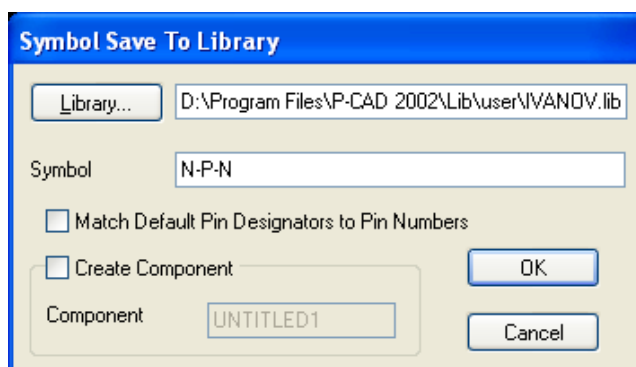 Symbol Save To Library
Library... D:\Program Files\P-CAD 2002\Lib\user\IVANOV.lib
Symbol N-P-N
Match Default Pin Designators to Pin Numbers
Create Component OK
Component UNTITLED1
Cancel